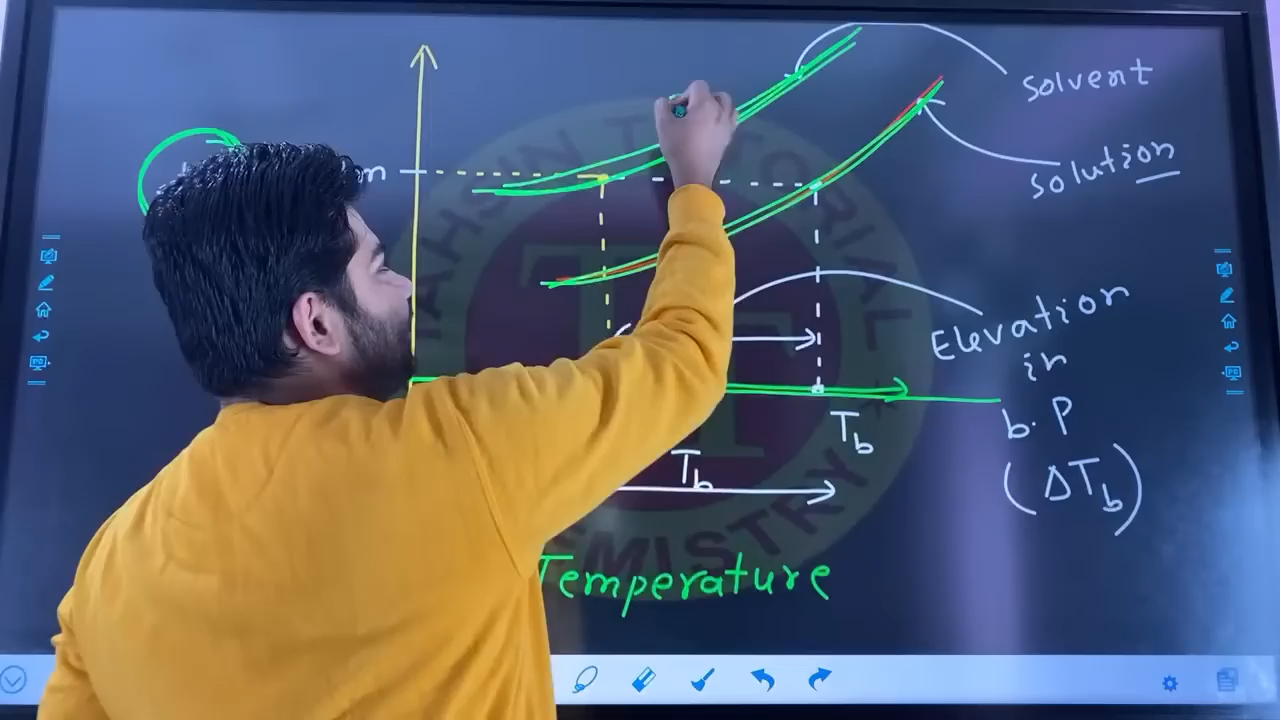 Solvent
Solution
Elevation
in
b.P
(ΔTb)
Tb
Tb
Temperature